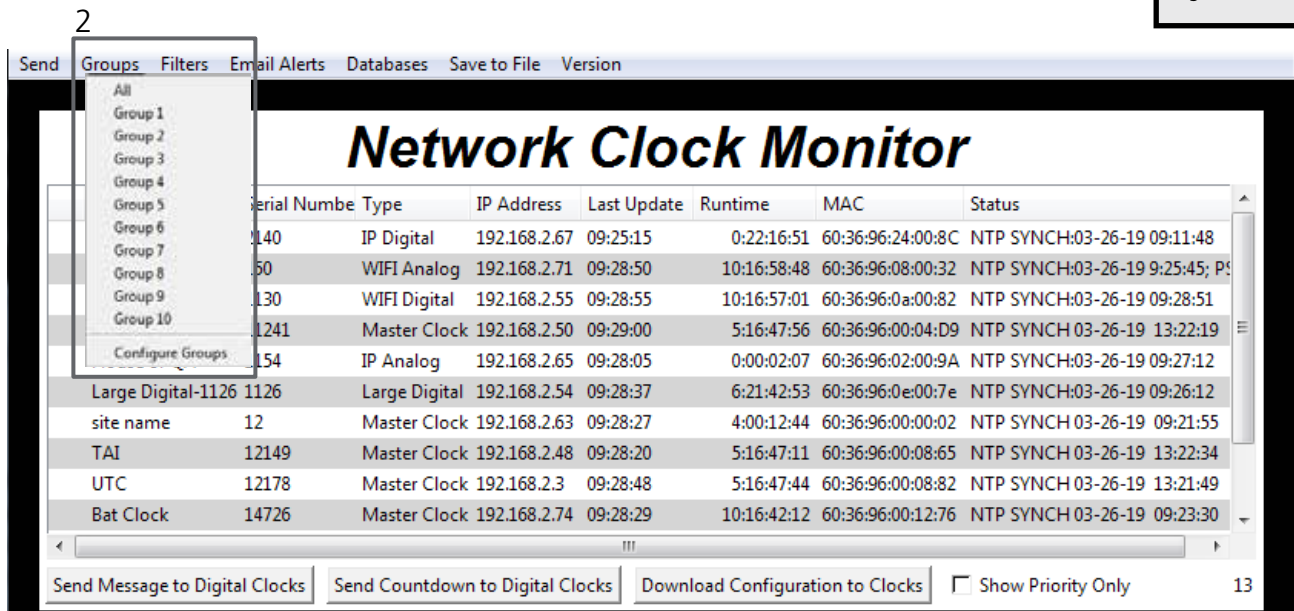 2
Send Groups Filters Email Alerts Databases Save to File Version
All
Group 1
Group 2
Group 3
Group 4
Group 5
Group 6
Group 7
Group 8
Group 9
Group 10
Configure Groups
Network Clock Monitor
Serial Numbe Type IP Address Last Update Runtime MAC Status
2140 IP Digital 192.168.2.67 09:25:15 0:22:16:51 60:36:96:24:00:8C NTP SYNCH:03-26-19 09:11:48
WIFI Analog 192.168.2.71 09:28:50 10:16:58:48 60:36:96:08:00:32 NTP SYNCH:03-26-19 9:25:45;
1130 WIFI Digital 192.168.2.55 09:28:55 10:16:57:01 60:36:96:0a:00:82 NTP SYNCH:03-26-19 09:28:51
1241 Master Clock 192.168.2.50 09:29:00 5:16:47:56 60:36:96:00:04:D9 NTP SYNCH 03-26-19 13:22:19
1154 IP Analog 192.168.2.65 09:28:05 0:00:02:07 60:36:96:02:00:9A NTP SYNCH:03-26-19 09:27:12
Large Digital-1126 1126 Large Digital 192.168.2.54 09:28:37 6:21:42:53 60:36:96:0e:00:7e NTP SYNCH:03-26-19 09:26:12
site name 12 Master Clock 192.168.2.63 09:28:27 4:00:12:44 60:36:96:00:00:02 NTP SYNCH 03-26-19 09:21:55
TAI 12149 Master Clock 192.168.2.48 09:28:20 5:16:47:11 60:36:96:00:08:65 NTP SYNCH 03-26-19 13:22:34
UTC 12178 Master Clock 192.168.2.3 09:28:48 5:16:47:44 60:36:96:00:08:82 NTP SYNCH 03-26-19 13:21:49
Bat Clock 14726 Master Clock 192.168.2.74 09:28:29 10:16:42:12 60:36:96:00:12:76 NTP SYNCH 03-26-19 09:23:30
Send Message to Digital Clocks Send Countdown to Digital Clocks Download Configuration to Clocks Show Priority Only 13